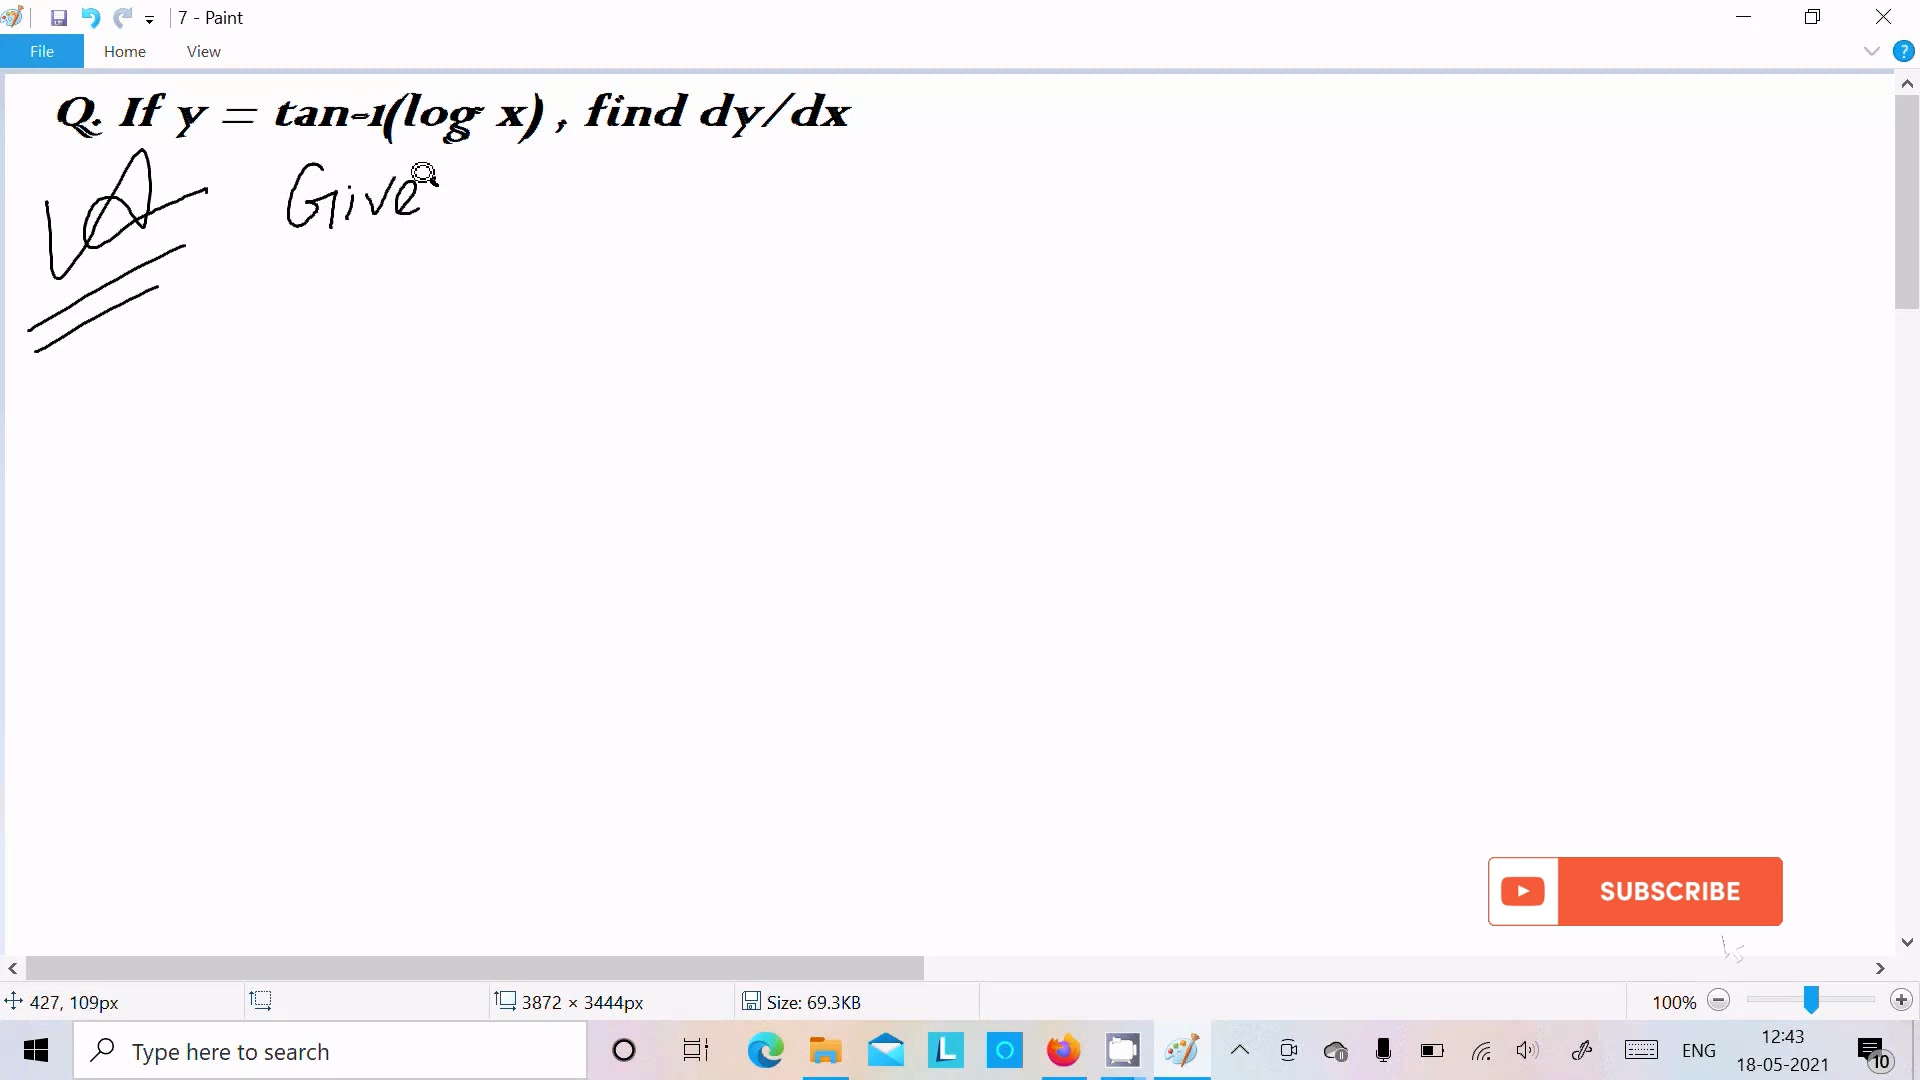 7 - Paint
File Home View
Q. If y = tan-1(log x) , find dy/dx
Give
SUBSCRIBE
427, 109px 3872 × 3444px Size: 69.3KB 100%
Type here to search
ENG
12:43
18-05-2021
10